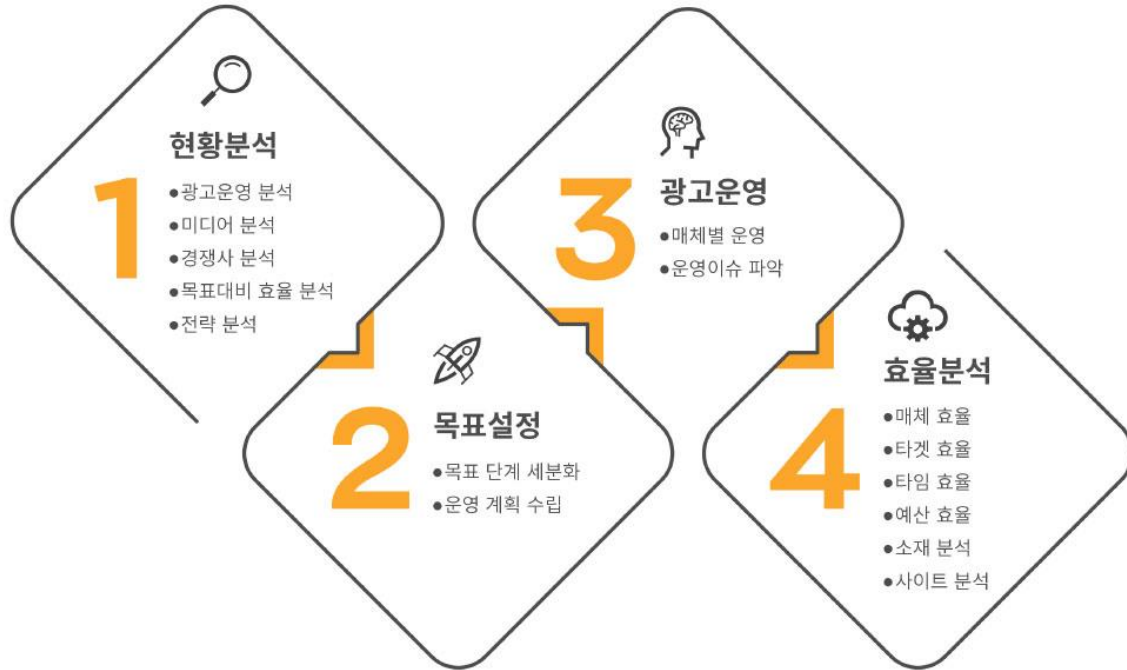 1
현황분석
●광고운영 분석
●미디어 분석
●경쟁사 분석
●목표대비 효율 분석
●전략 분석
2
목표설정
●목표 단계 세분화
●운영 계획 수립
3
광고운영
●매체별 운영
●운영이슈 파악
4
효율분석
●매체 효율
●타겟 효율
●타임 효율
●예산 효율
●소재 분석
●사이트 분석